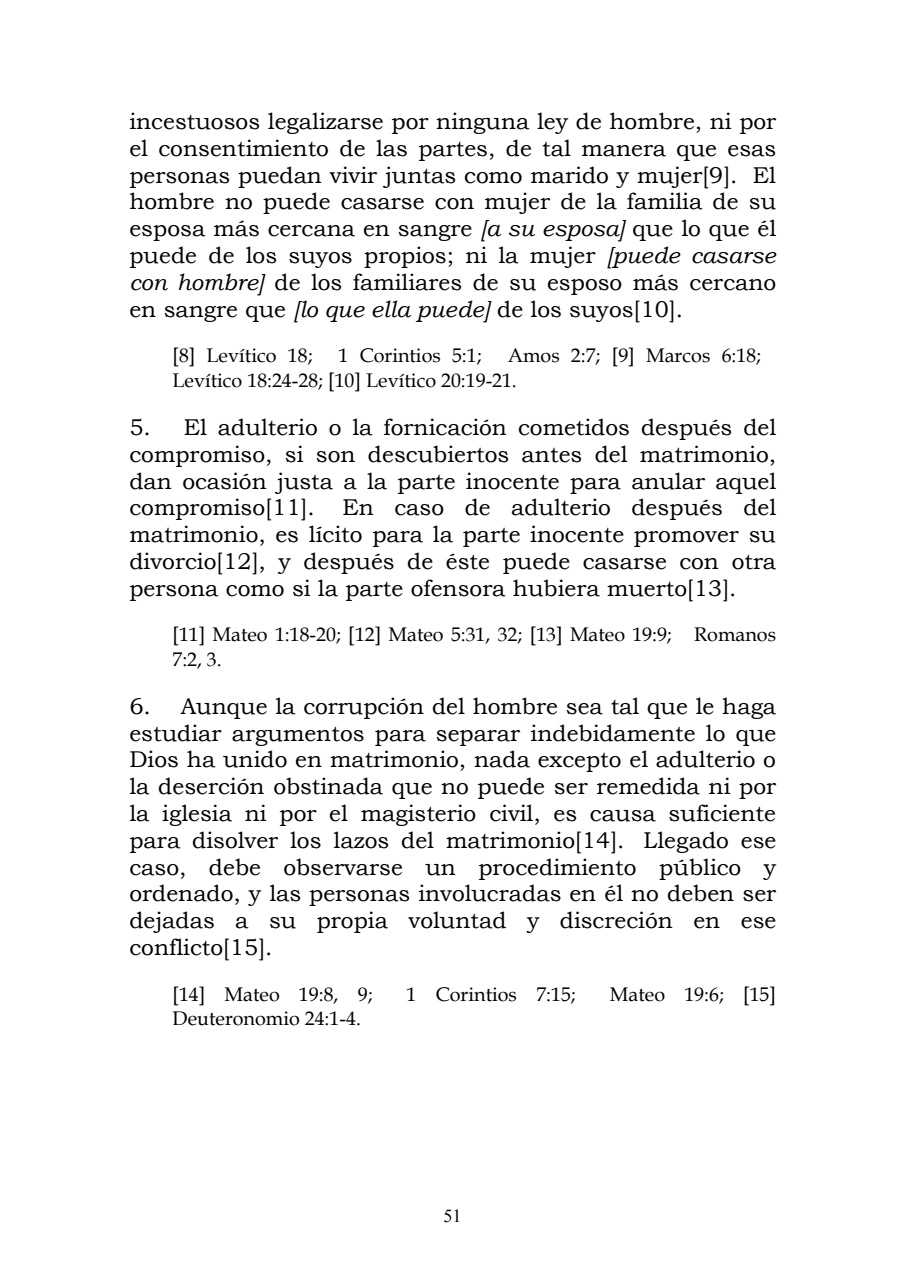 incestuosos legalizarse por ninguna ley de hombre, ni por
el consentimiento de las partes, de tal manera que esas
personas puedan vivir juntas como marido y mujer[9]. El
hombre no puede casarse con mujer de la familia de su
esposa más cercana en sangre [a su esposa] que lo que él
puede de los suyos propios; ni la mujer [puede casarse
con hombre] de los familiares de su esposo más cercano
en sangre que [lo que ella puede] de los suyos[10].
[8] Levítico 18; 1 Corintios 5:1; Amos 2:7; [9] Marcos 6:18;
Levítico 18:24-28; [10] Levítico 20:19-21.
5. El adulterio o la fornicación cometidos después del
compromiso, si son descubiertos antes del matrimonio,
dan ocasión justa a la parte inocente para anular aquel
compromiso[11]. En caso de adulterio después del
matrimonio, es lícito para la parte inocente promover su
divorcio[12], y después de éste puede casarse con otra
persona como si la parte ofensora hubiera muerto[13].
[11] Mateo 1:18-20; [12] Mateo 5:31, 32; [13] Mateo 19:9; Romanos
7:2, 3.
6. Aunque la corrupción del hombre sea tal que le haga
estudiar argumentos para separar indebidamente lo que
Dios ha unido en matrimonio, nada excepto el adulterio o
la deserción obstinada que no puede ser remedida ni por
la iglesia ni por el magisterio civil, es causa suficiente
para disolver los lazos del matrimonio[14]. Llegado ese
caso, debe observarse un procedimiento público y
ordenado, y las personas involucradas en él no deben ser
dejadas a su propia voluntad y discreción en ese
conflicto[15].
[14] Mateo 19:8, 9; 1 Corintios 7:15; Mateo 19:6; [15]
Deuteronomio 24:1-4.
51